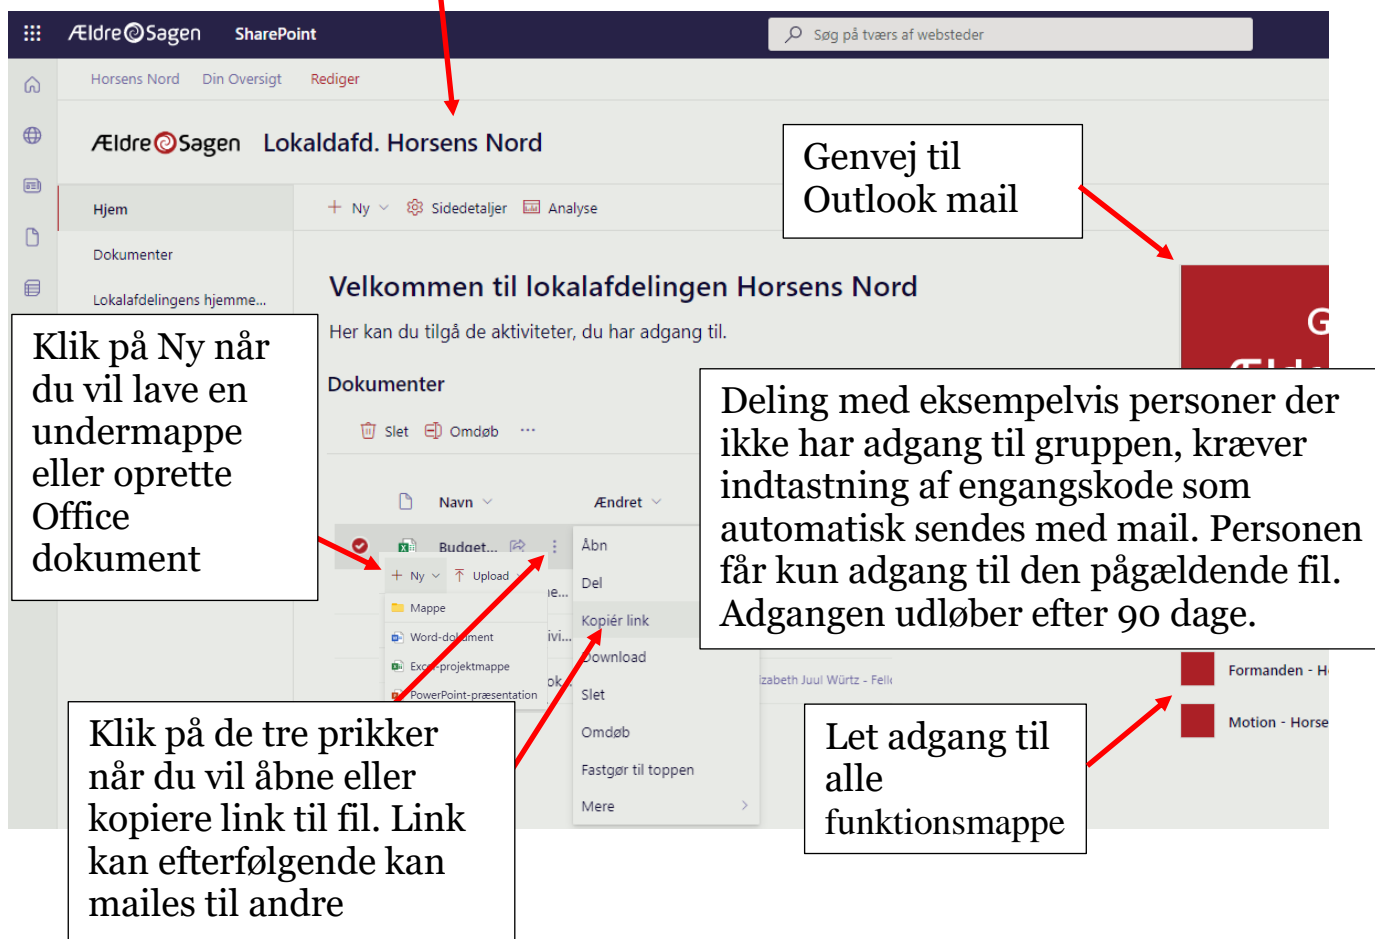 Ældre Sagen SharePoint
Søg på tværs af websteder
Horsens Nord Din Oversigt Rediger
Ældre Sagen Lokaldafd. Horsens Nord
Genvej til
Outlook mail
Hjem
+ Ny Sidedetaljer Analyse
Dokumenter
Lokalafdelingens hjemme...
Velkommen til lokalafdelingen Horsens Nord
Her kan du tilgå de aktiviteter, du har adgang til.
Klik på Ny når
du vil lave en
undermappe
eller oprette
Office
dokument
Dokumenter
Slet Omdøb ...
Navn Ændret
Budget...
+ Ny Upload
Mappe
Word-dokument
Excel-projektmappe
PowerPoint-præsentation
Åbn
Del
Kopiér link
Download
Slet
Omdøb
Fastgør til toppen
Mere
Deling med eksempelvis personer der
ikke har adgang til gruppen, kræver
indtastning af engangskode som
automatisk sendes med mail. Personen
får kun adgang til den pågældende fil.
Adgangen udløber efter 90 dage.
Juul Würtz -
Formanden -
Motion -
Klik på de tre prikker
når du vil åbne eller
kopiere link til fil. Link
kan efterfølgende kan
mailes til andre
Let adgang til
alle
funktionsmappe